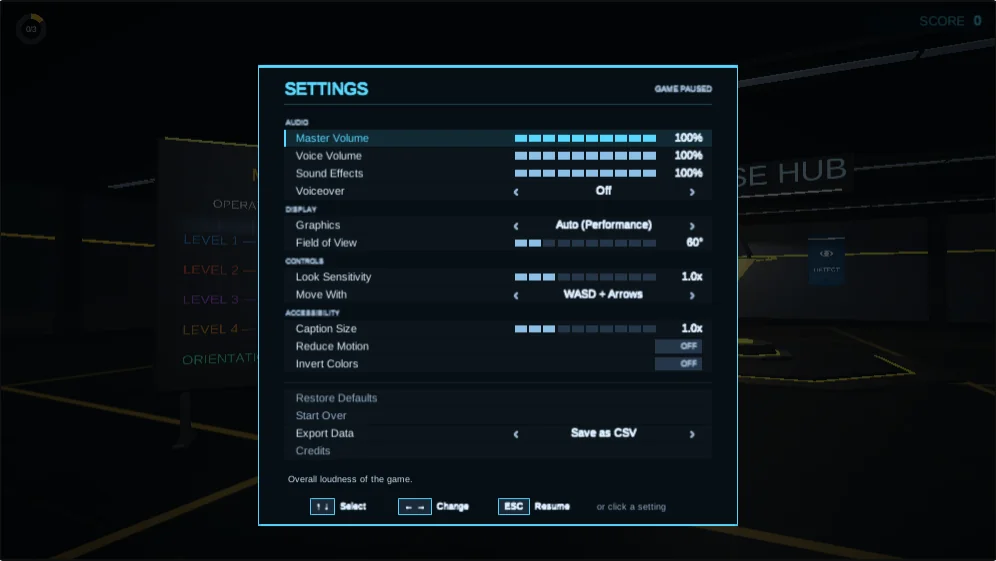 0/3
SCORE 0
SETTINGS
GAME PAUSED
AUDIO
Master Volume 100%
Voice Volume 100%
Sound Effects 100%
Voiceover ‹ Off ›
DISPLAY
Graphics ‹ Auto (Performance) ›
Field of View 60°
CONTROLS
Look Sensitivity 1.0x
Move With ‹ WASD + Arrows ›
ACCESSIBILITY
Caption Size 1.0x
Reduce Motion OFF
Invert Colors OFF
Restore Defaults
Start Over
Export Data ‹ Save as CSV ›
Credits
Overall loudness of the game.
↑ ↓ Select ← → Change ESC Resume or click a setting
LEVEL 1 —
LEVEL 2 —
LEVEL 3 —
LEVEL 4 —
HUB
DETECT